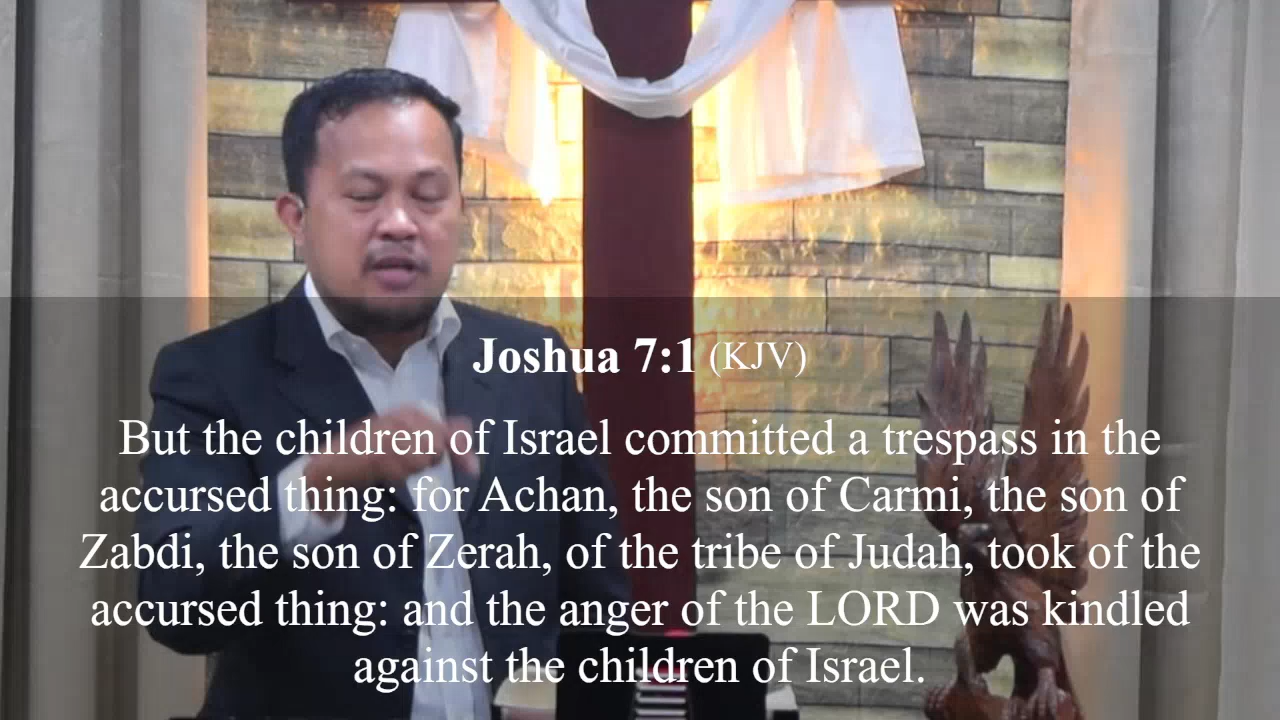 Joshua 7:1 (KJV)
But the children of Israel committed a trespass in the
accursed thing: for Achan, the son of Carmi, the son of
Zabdi, the son of Zerah, of the tribe of Judah, took of the
accursed thing: and the anger of the LORD was kindled
against the children of Israel.